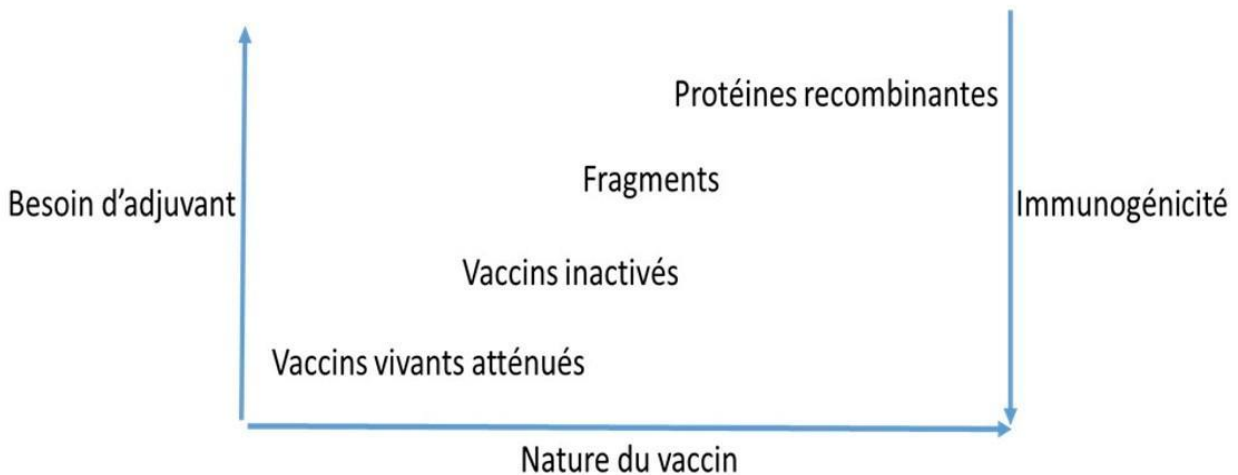 Protéines recombinantes
Fragments
Besoin d'adjuvant
Immunogénicité
Vaccins inactivés
Vaccins vivants atténués
Nature du vaccin